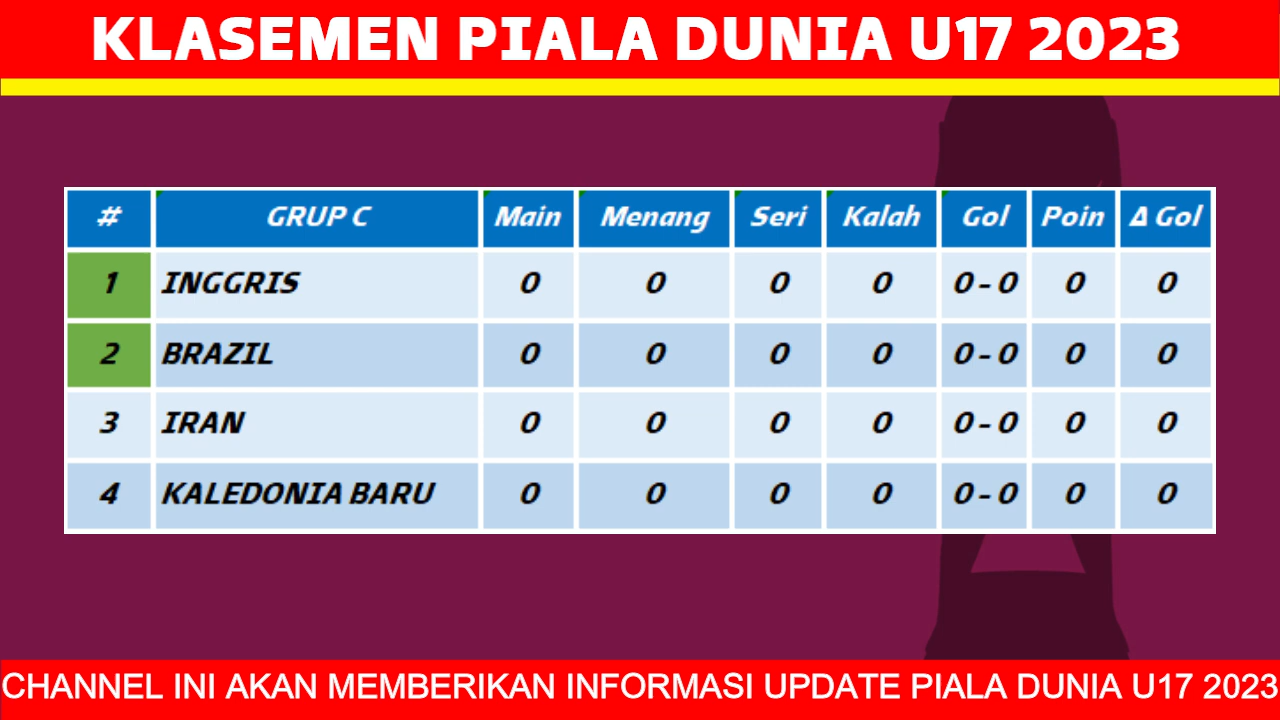 KLASEMEN PIALA DUNIA U17 2023
# GRUP C Main Menang Seri Kalah Gol Poin Δ Gol
1 INGGRIS 0 0 0 0 0 - 0 0 0
2 BRAZIL 0 0 0 0 0 - 0 0 0
3 IRAN 0 0 0 0 0 - 0 0 0
4 KALEDONIA BARU 0 0 0 0 0 - 0 0 0
CHANNEL INI AKAN MEMBERIKAN INFORMASI UPDATE PIALA DUNIA U17 2023